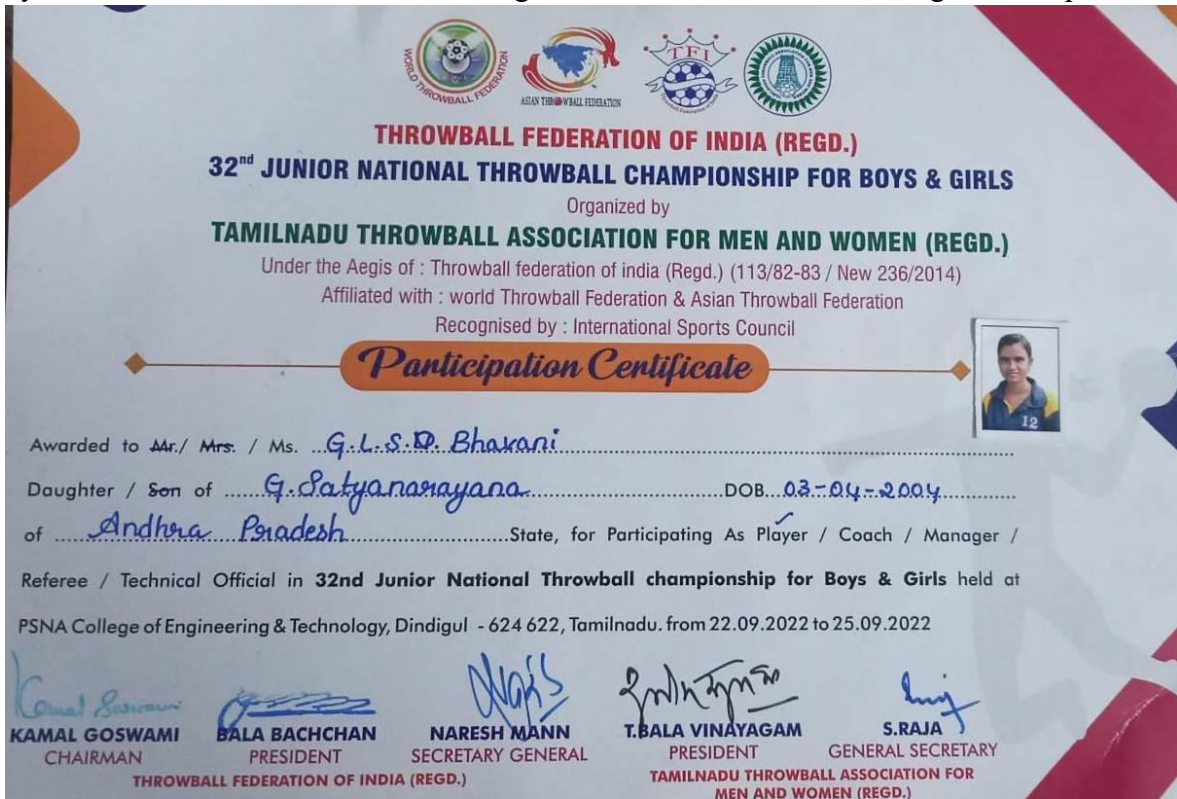 WORLD THROWBALL FEDERATION
ASIAN THROWBALL FEDERATION
TFI
THROWBALL FEDERATION OF INDIA (REGD.)
32nd JUNIOR NATIONAL THROWBALL CHAMPIONSHIP FOR BOYS & GIRLS
Organized by
TAMILNADU THROWBALL ASSOCIATION FOR MEN AND WOMEN (REGD.)
Under the Aegis of : Throwball federation of india (Regd.) (113/82-83 / New 236/2014)
Affiliated with : world Throwball Federation & Asian Throwball Federation
Recognised by : International Sports Council
Participation Certificate
12
Awarded to Mr./ Mrs. / Ms. G.L.S.D. Bhavani
Daughter / Son of G. Satyanarayana DOB 03-04-2004
of Andhra Pradesh State, for Participating As Player / Coach / Manager /
Referee / Technical Official in 32nd Junior National Throwball championship for Boys & Girls held at
PSNA College of Engineering & Technology, Dindigul - 624 622, Tamilnadu. from 22.09.2022 to 25.09.2022
Kamal Goswami
KAMAL GOSWAMI BALA BACHCHAN NARESH MANN T.BALA VINAYAGAM S.RAJA
CHAIRMAN PRESIDENT SECRETARY GENERAL PRESIDENT GENERAL SECRETARY
THROWBALL FEDERATION OF INDIA (REGD.) TAMILNADU THROWBALL ASSOCIATION FOR
MEN AND WOMEN (REGD.)